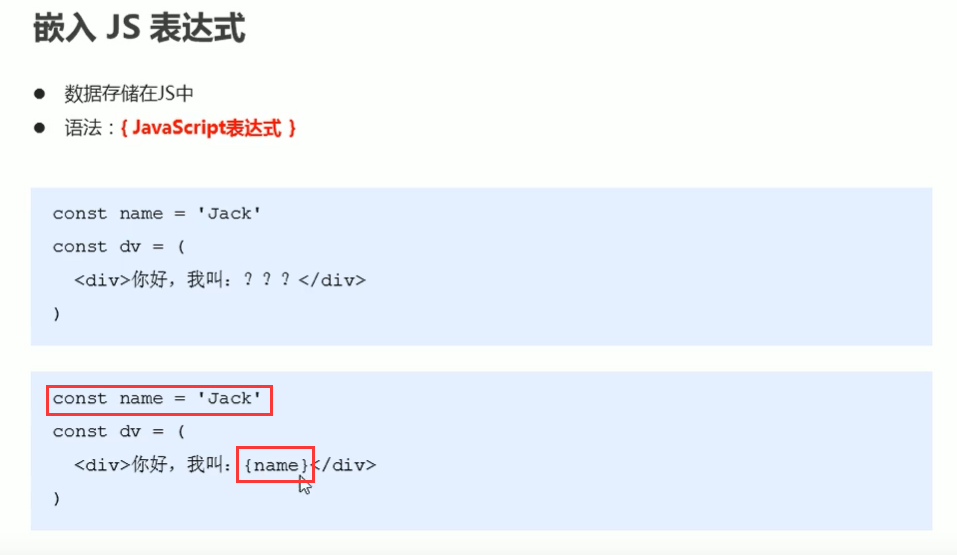 嵌入 JS 表达式
● 数据存储在JS中
● 语法：{ JavaScript表达式 }
const name = 'Jack'
const dv = (
<div>你好，我叫：？？？</div>
)
const name = 'Jack'
const dv = (
<div>你好，我叫：{name}</div>
)